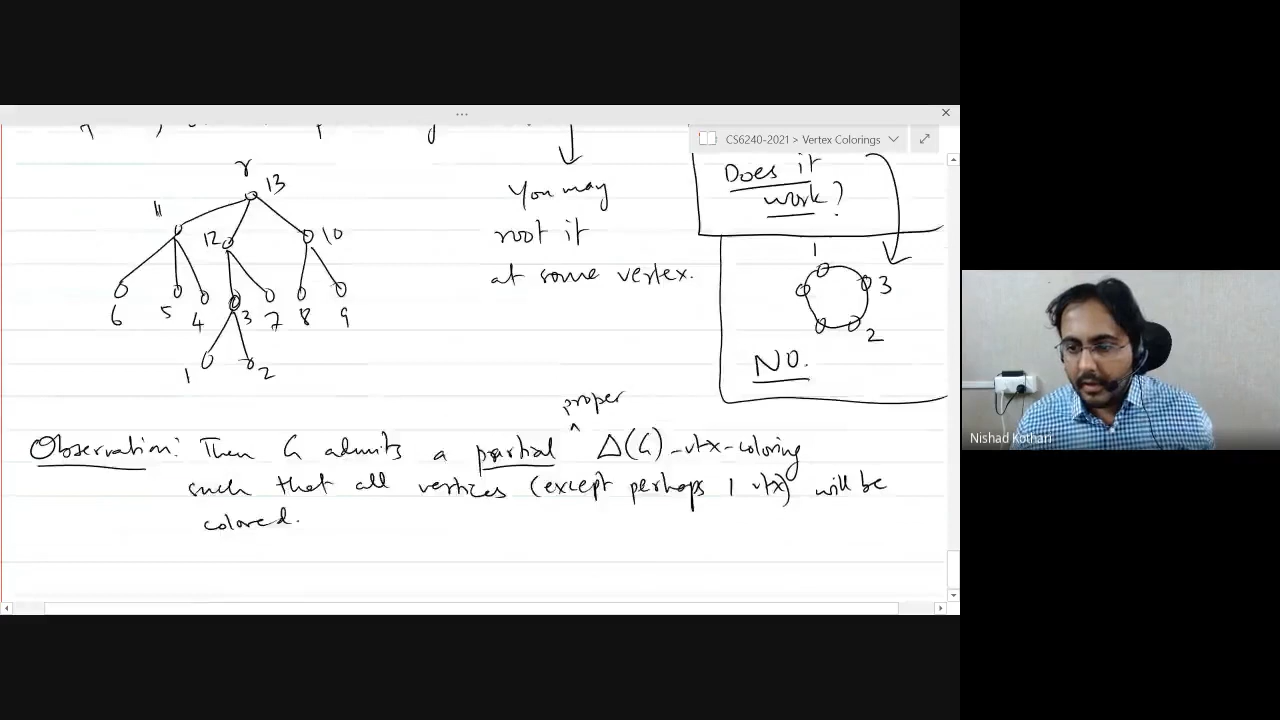 CS6240-2021 > Vertex Colorings
Does it
work?
r
13
11
12
10
6
5
4
3
7
8
9
1
2
You may
root it
at some vertex.
1
3
2
NO.
proper
^
Observation: Then G admits a partial Δ(G)-vtx-coloring
such that all vertices (except perhaps 1 vtx) will be
colored.
Nishad Kothari